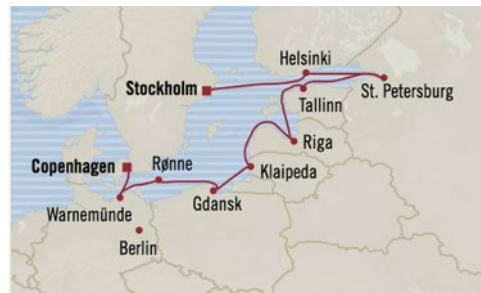 Helsinki
Stockholm
St. Petersburg
Tallinn
Riga
Copenhagen
Rønne
Klaipeda
Gdansk
Warnemünde
Berlin